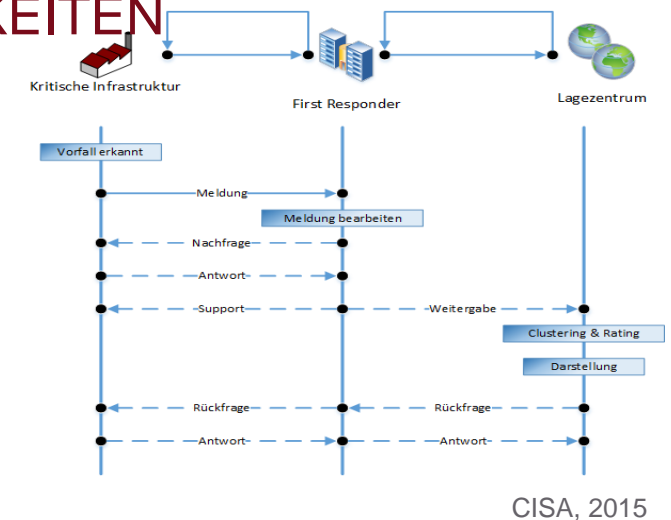 KEITEN
Kritische Infrastruktur
First Responder
Lagezentrum
Vorfall erkannt
Meldung
Meldung bearbeiten
Nachfrage
Antwort
Support
Weitergabe
Clustering & Rating
Darstellung
Rückfrage
Rückfrage
Antwort
Antwort
CISA, 2015